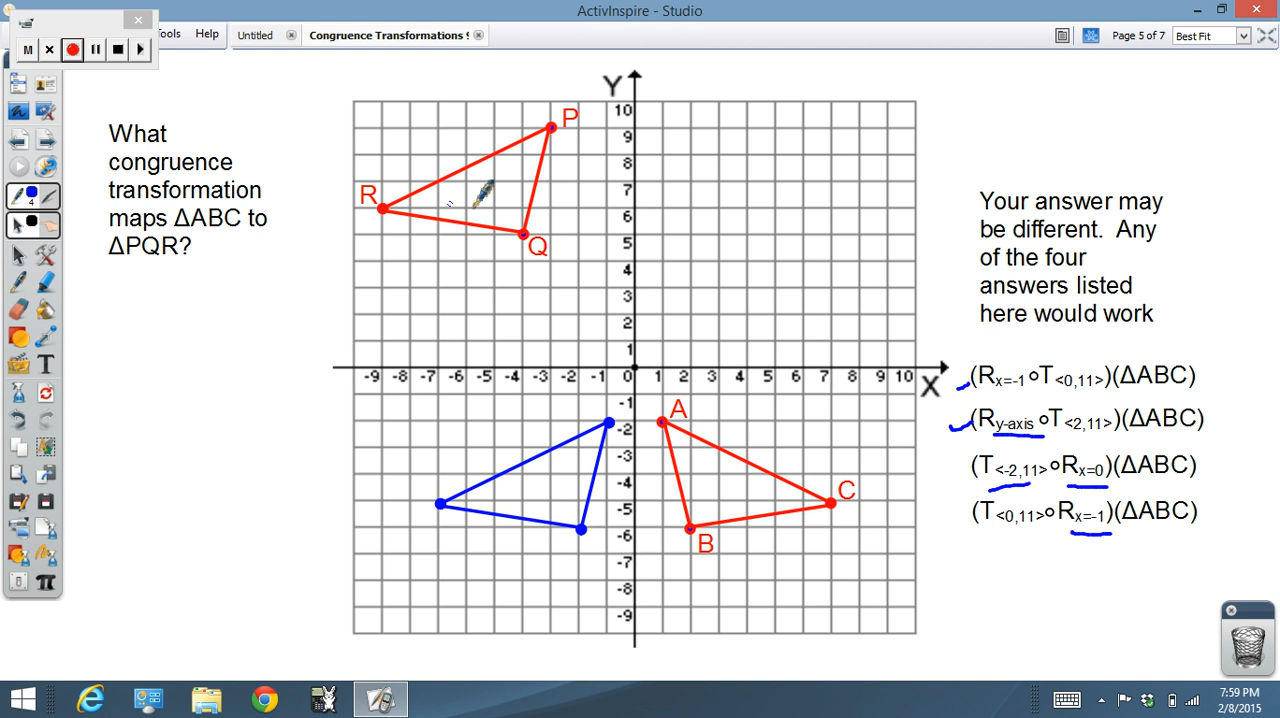 ActivInspire - Studio
Tools Help Untitled Congruence Transformations 9 Page 5 of 7 Best Fit
M
4
T
π
What
congruence
transformation
maps ΔABC to
ΔPQR?
Y
10
9
8
7
6
5
4
3
2
1
-9 -8 -7 -6 -5 -4 -3 -2 -1 0 1 2 3 4 5 6 7 8 9 10 X
-1
-2
-3
-4
-5
-6
-7
-8
-9
P
R
Q
A
C
B
Your answer may
be different. Any
of the four
answers listed
here would work
(Rx=-1∘T<0,11>)(ΔABC)
(Ry-axis∘T<2,11>)(ΔABC)
(T<-2,11>∘Rx=0)(ΔABC)
(T<0,11>∘Rx=-1)(ΔABC)
7:59 PM
2/8/2015